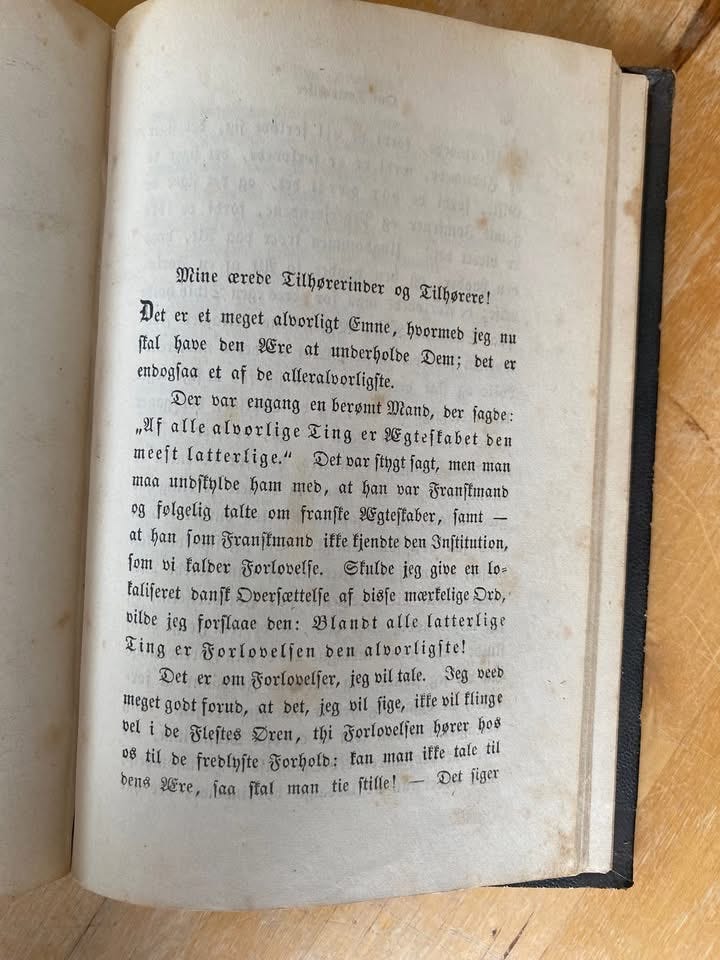 Mine ærede Tilhørerinder og Tilhørere!
Det er et meget alvorligt Emne, hvormed jeg nu
skal have den Ære at underholde Dem; det er
endogsaa et af de alleralvorligste.
Der var engang en berømt Mand, der sagde:
„Af alle alvorlige Ting er Ægteskabet den
meest latterlige.“ Det var stygt sagt, men man
maa undskylde ham med, at han var Franskmand
og følgelig talte om franske Ægteskaber, samt —
at han som Franskmand ikke kjendte den Institution,
som vi kalder Forlovelse. Skulde jeg give en lo-
kaliseret dansk Oversættelse af disse mærkelige Ord,
vilde jeg forslaae den: Blandt alle latterlige
Ting er Forlovelsen den alvorligste!
Det er om Forlovelser, jeg vil tale. Jeg veed
meget godt forud, at det, jeg vil sige, ikke vil klinge
vel i de Flestes Øren, thi Forlovelsen hører hos
os til de fredlyste Forhold: kan man ikke tale til
dens Ære, saa skal man tie stille! — Det siger